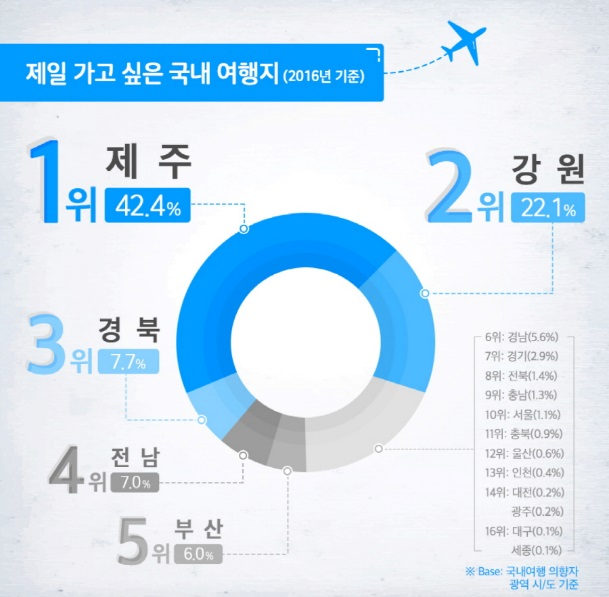 제일 가고 싶은 국내 여행지 (2016년 기준)
1위 제주 42.4%
2위 강원 22.1%
3위 경북 7.7%
4위 전남 7.0%
5위 부산 6.0%
6위: 경남(5.6%)
7위: 경기(2.9%)
8위: 전북(1.4%)
9위: 충남(1.3%)
10위: 서울(1.1%)
11위: 충북(0.9%)
12위: 울산(0.6%)
13위: 인천(0.4%)
14위: 대전(0.2%)
광주(0.2%)
16위: 대구(0.1%)
세종(0.1%)
※ Base: 국내여행 의향자
광역 시/도 기준